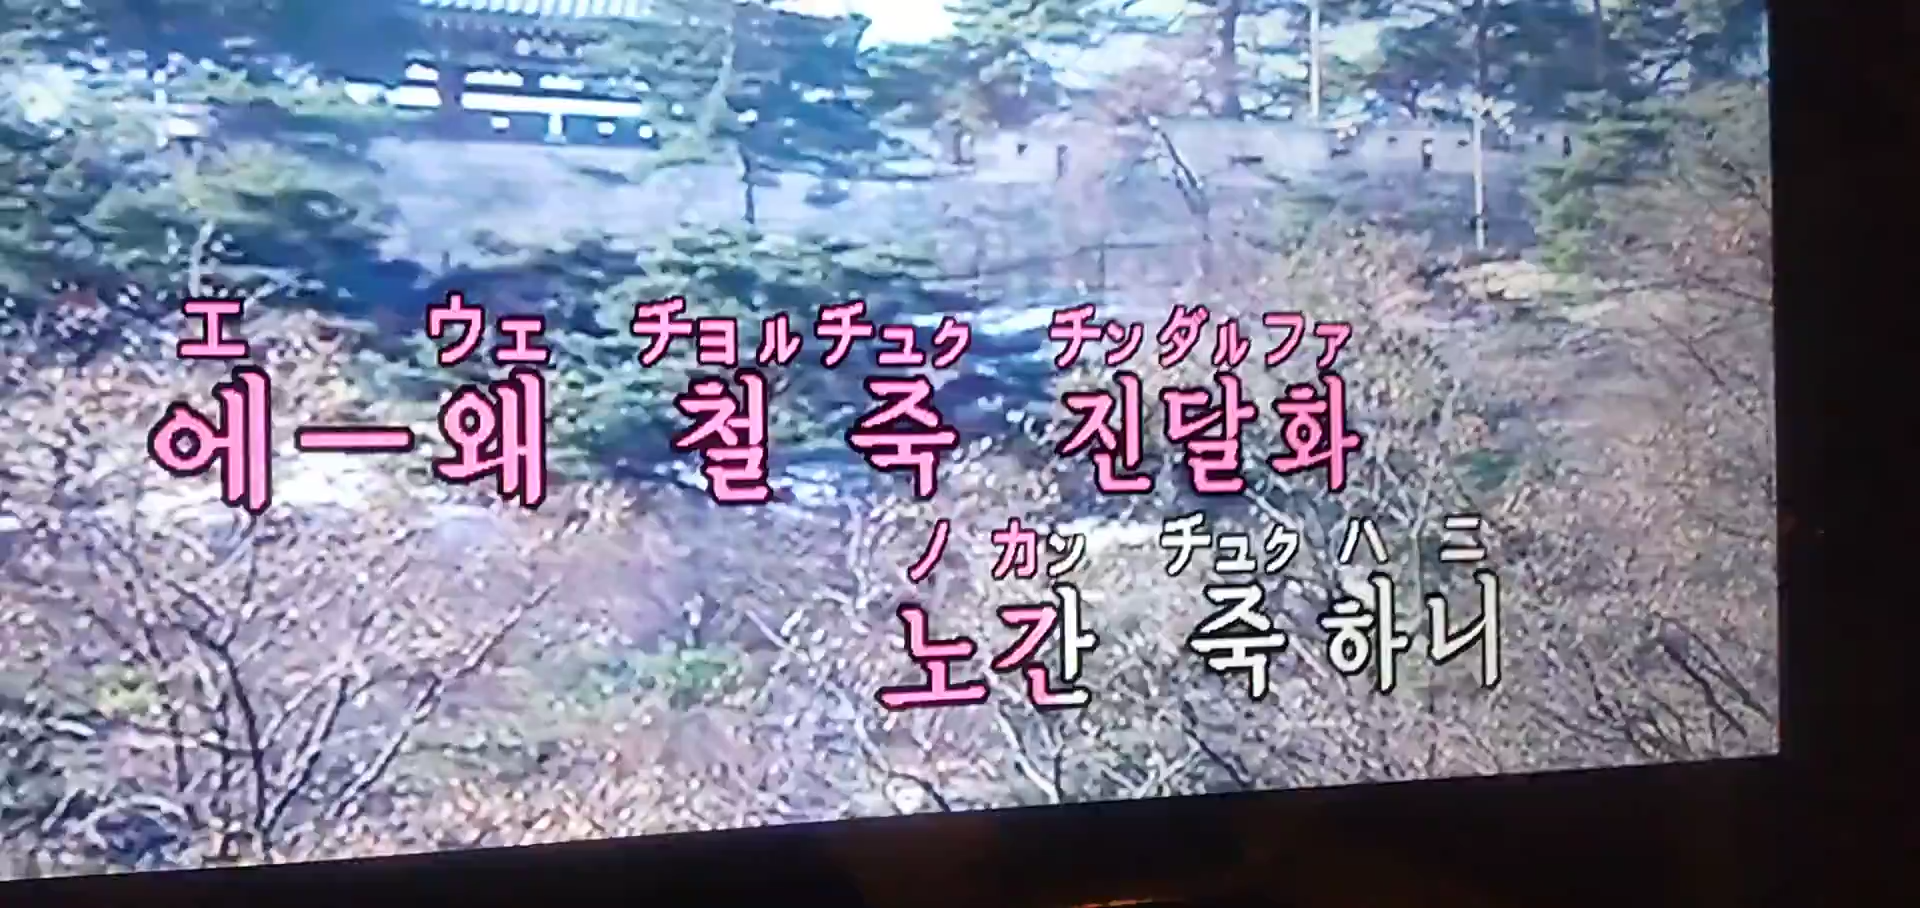 エ ウェ チョルチュク チンダルファ
에ー왜 철 죽 진달화
ノ カン チュク ハ ニ
노간 죽하니